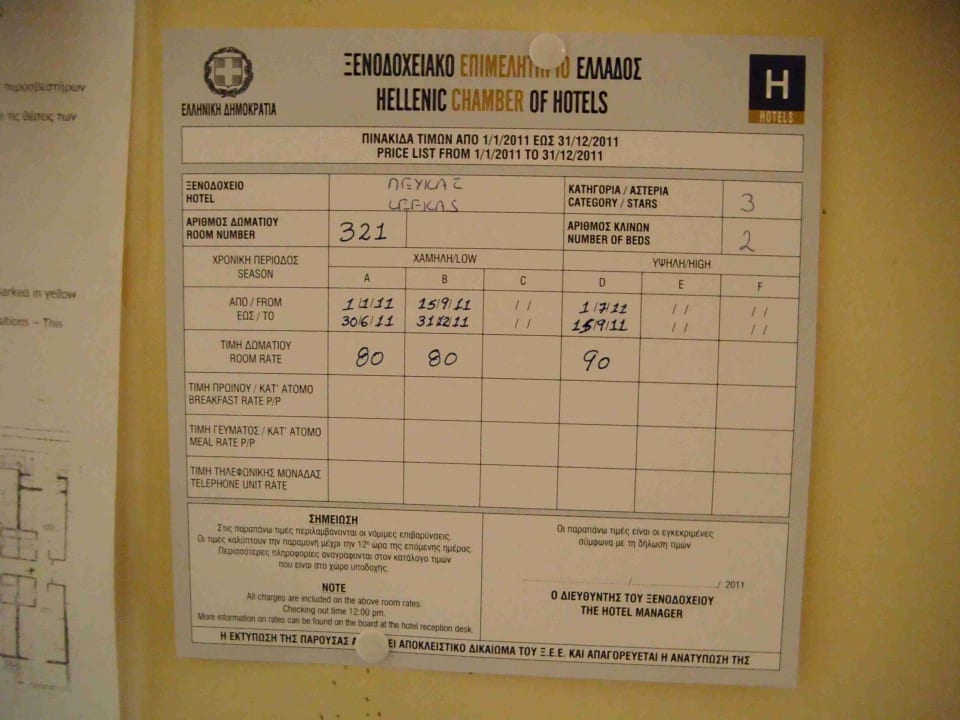 πυροσβεστήρων
ε τις θέσεις των
arked in yellow
sitions – This
ΕΛΛΗΝΙΚΗ ΔΗΜΟΚΡΑΤΙΑ
ΞΕΝΟΔΟΧΕΙΑΚΟ ΕΠΙΜΕΛΗΤΗΡΙΟ ΕΛΛΑΔΟΣ
HELLENIC CHAMBER OF HOTELS
H
HOTELS
ΠΙΝΑΚΙΔΑ ΤΙΜΩΝ ΑΠΟ 1/1/2011 ΕΩΣ 31/12/2011
PRICE LIST FROM 1/1/2011 TO 31/12/2011
ΞΕΝΟΔΟΧΕΙΟ ΛΕΥΚΑΣ ΚΑΤΗΓΟΡΙΑ / ΑΣΤΕΡΙΑ
HOTEL LEFKAS CATEGORY / STARS 3
ΑΡΙΘΜΟΣ ΔΩΜΑΤΙΟΥ ΑΡΙΘΜΟΣ ΚΛΙΝΩΝ
ROOM NUMBER 321 NUMBER OF BEDS 2
ΧΡΟΝΙΚΗ ΠΕΡΙΟΔΟΣ ΧΑΜΗΛΗ/LOW ΥΨΗΛΗ/HIGH
SEASON A B C D E F
ΑΠΟ / FROM 1/1/11 15/9/11 / / 1/7/11 / / / /
ΕΩΣ / TO 30/6/11 31/12/11 / / 15/9/11 / / / /
ΤΙΜΗ ΔΩΜΑΤΙΟΥ
ROOM RATE 80 80 90
ΤΙΜΗ ΠΡΩΙΝΟΥ / ΚΑΤ' ΑΤΟΜΟ
BREAKFAST RATE P/P
ΤΙΜΗ ΓΕΥΜΑΤΟΣ / ΚΑΤ' ΑΤΟΜΟ
MEAL RATE P/P
ΤΙΜΗ ΤΗΛΕΦΩΝΙΚΗΣ ΜΟΝΑΔΑΣ
TELEPHONE UNIT RATE
ΣΗΜΕΙΩΣΗ
Στις παραπάνω τιμές περιλαμβάνονται οι νόμιμες επιβαρύνσεις.
Οι τιμές καλύπτουν την παραμονή μέχρι την 12η ώρα της επόμενης ημέρας.
Περισσότερες πληροφορίες αναγράφονται στον κατάλογο τιμών
που είναι στο χώρο υποδοχής.
NOTE
All charges are included on the above room rates.
Checking out time 12:00 pm.
More information on rates can be found on the board at the hotel reception desk.
Οι παραπάνω τιμές είναι οι εγκεκριμένες
σύμφωνα με τη δήλωση τιμών
/ / 2011
Ο ΔΙΕΥΘΥΝΤΗΣ ΤΟΥ ΞΕΝΟΔΟΧΕΙΟΥ
THE HOTEL MANAGER
Η ΕΚΤΥΠΩΣΗ ΤΗΣ ΠΑΡΟΥΣΑΣ ΑΠΟΚΛΕΙΣΤΙΚΟ ΔΙΚΑΙΩΜΑ ΤΟΥ Ξ.Ε.Ε. ΚΑΙ ΑΠΑΓΟΡΕΥΕΤΑΙ Η ΑΝΑΤΥΠΩΣΗ ΤΗΣ